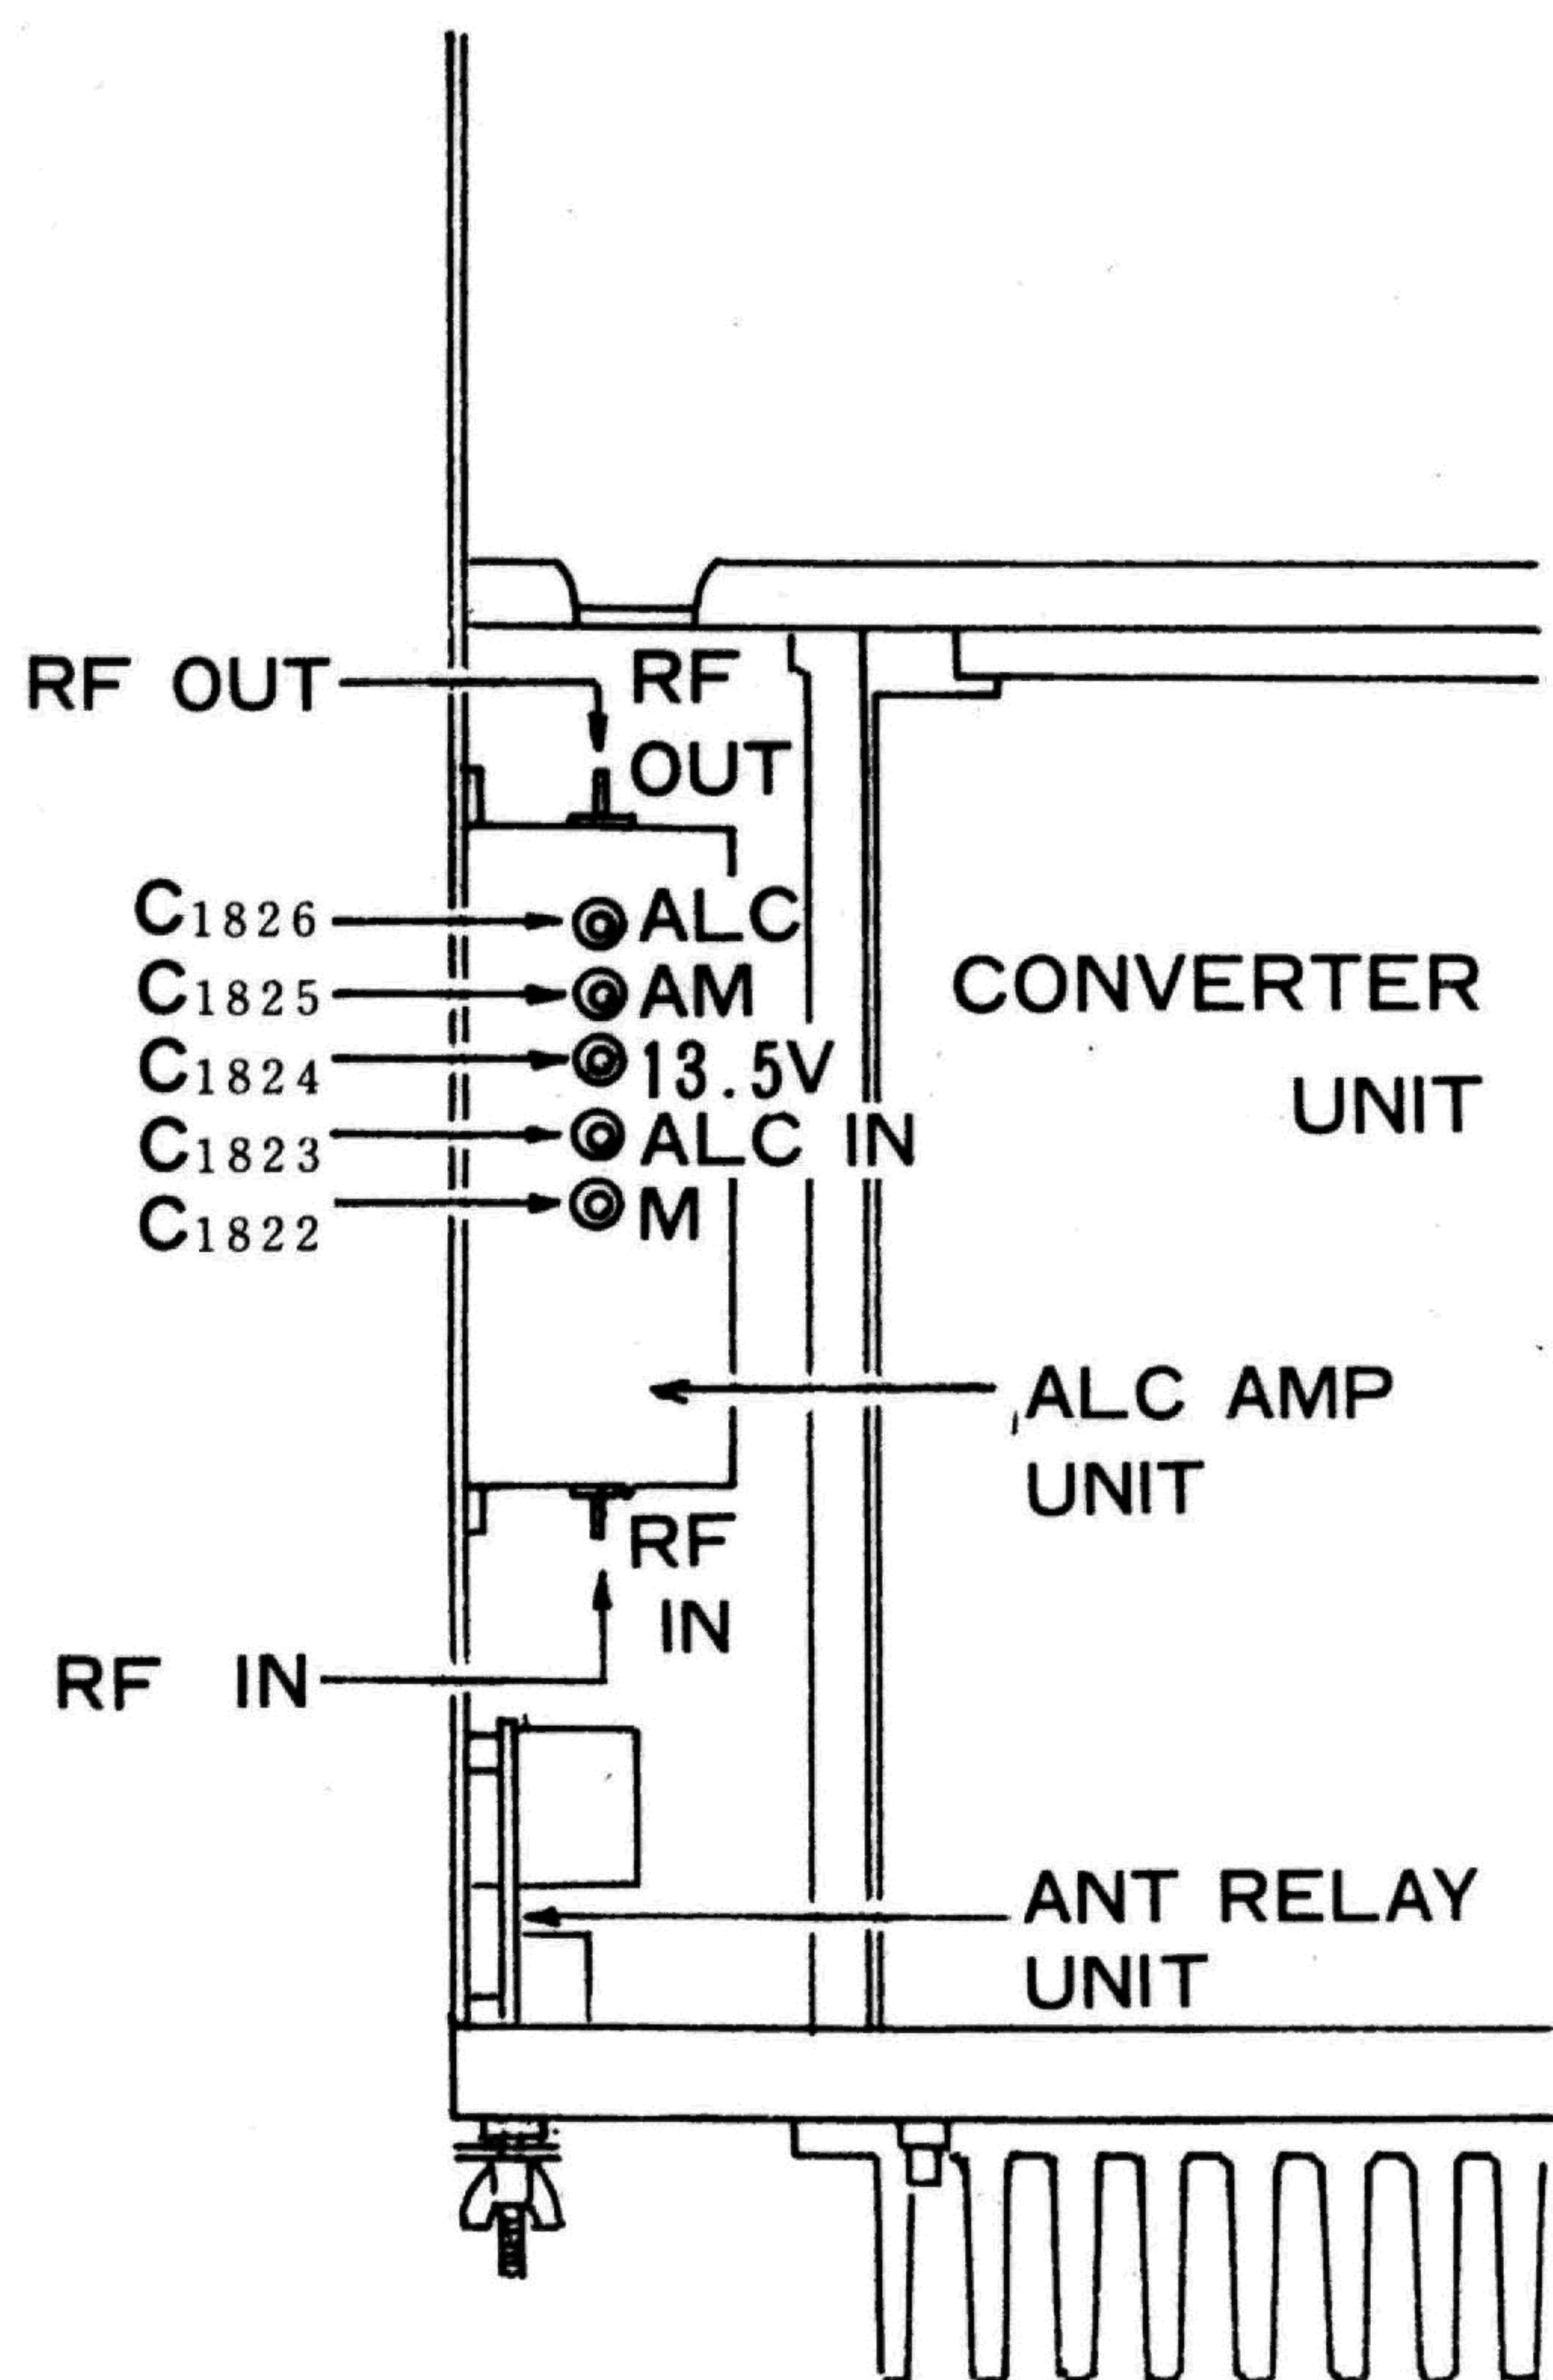 RF OUT
RF
OUT
C1826
ALC
C1825
AM
C1824
13.5V
C1823
ALC IN
C1822
M
CONVERTER
UNIT
ALC AMP
UNIT
RF
IN
RF IN
ANT RELAY
UNIT